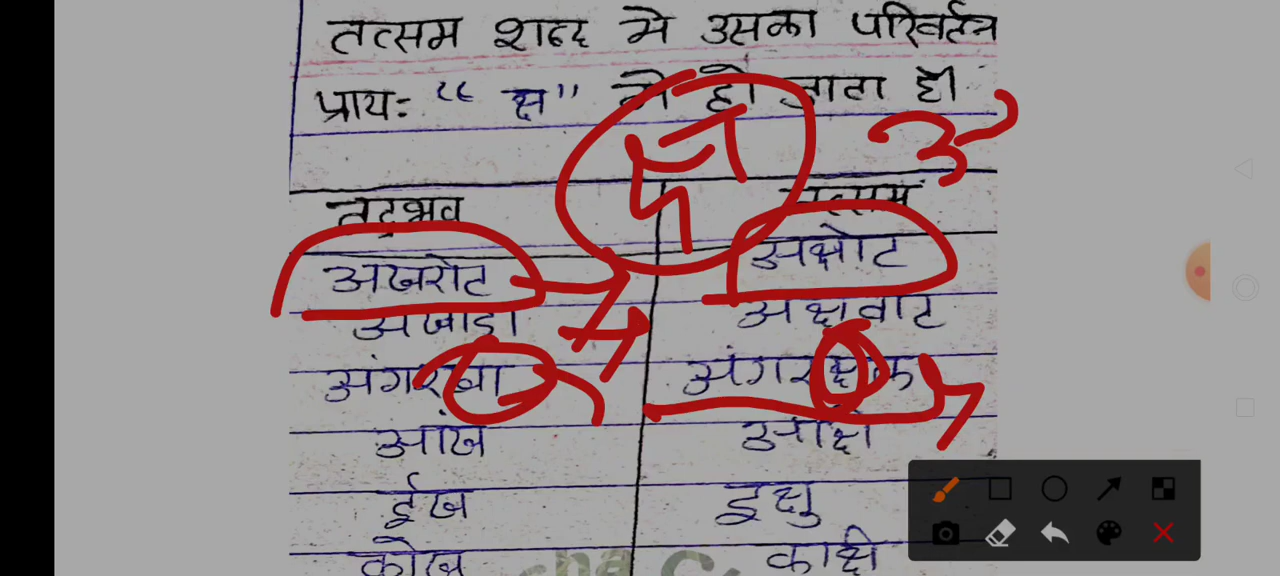 तत्सम शब्द मे उसका परिवर्तन
प्रायः “ क्ष” मे हो जाता है।
तद्भव तत्सम
अखरोट अक्षोट
अखाड़ा अक्षवाट
अंगरखा अंगरक्षक
आंख अक्षि
ईख इक्षु
कोख